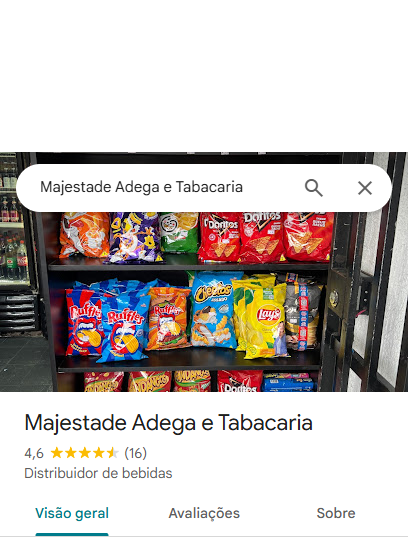 Majestade Adega e Tabacaria
Doritos
Doritos
Ruffles
Ruffles
Ruffles
Cheetos
Lay's
Doritos
Majestade Adega e Tabacaria
4,6 (16)
Distribuidor de bebidas
Visão geral
Avaliações
Sobre